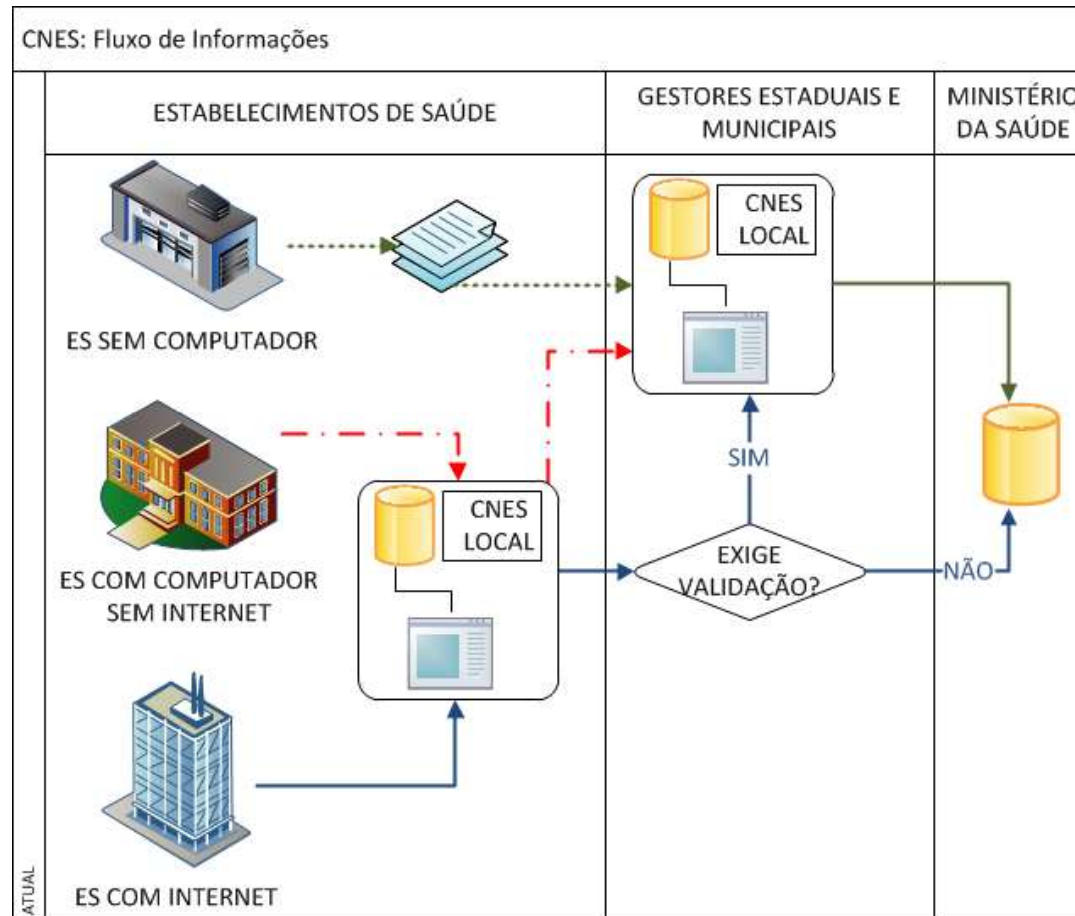 CNES: Fluxo de Informações
ESTABELECIMENTOS DE SAÚDE
GESTORES ESTADUAIS E
MUNICIPAIS
MINISTÉRIO
DA SAÚDE
CNES
LOCAL
ES SEM COMPUTADOR
SIM
CNES
LOCAL
EXIGE
VALIDAÇÃO?
NÃO
ES COM COMPUTADOR
SEM INTERNET
ES COM INTERNET
ATUAL